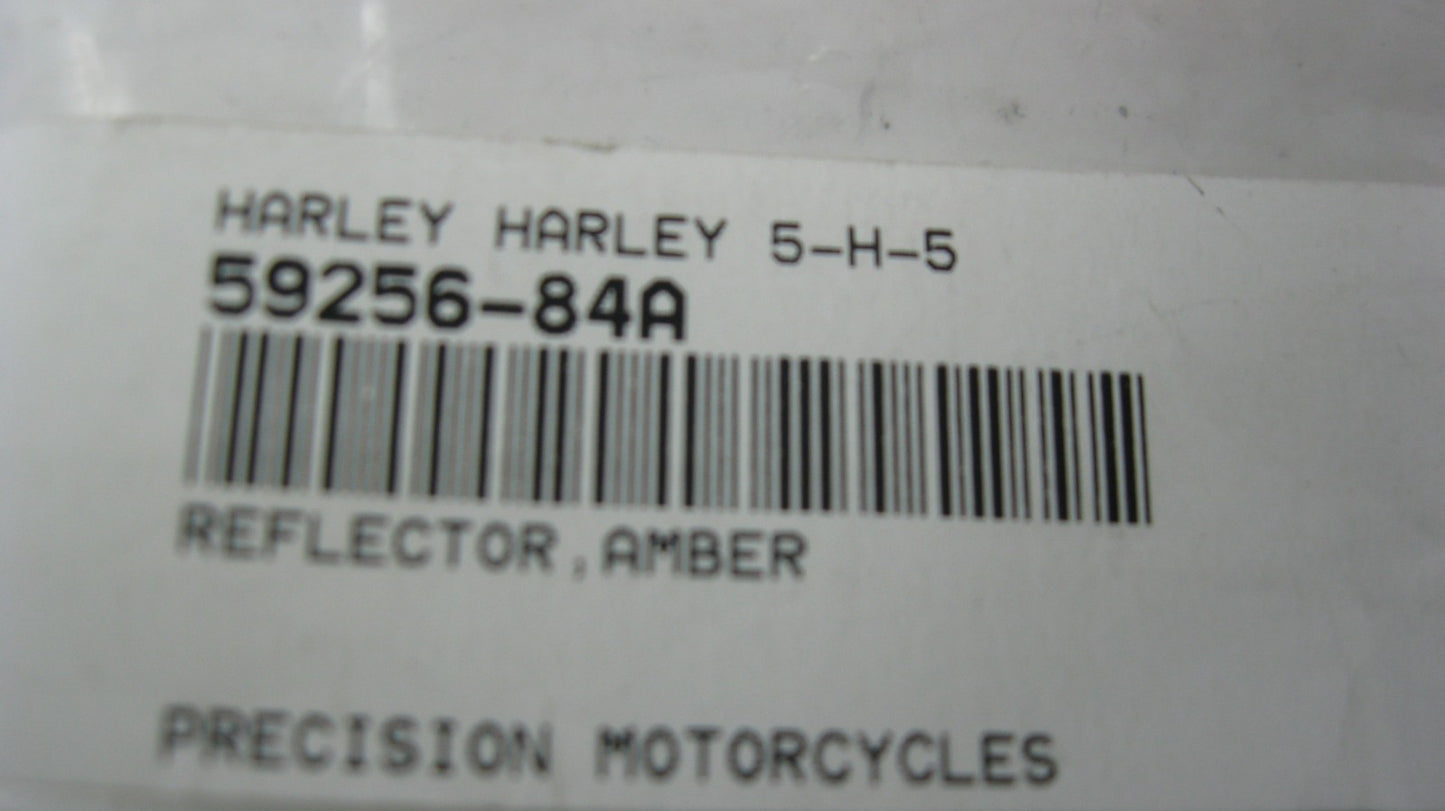 HARLEY HARLEY 5-H-5
59256-84A
REFLECTOR,AMBER
PRECISION MOTORCYCLES